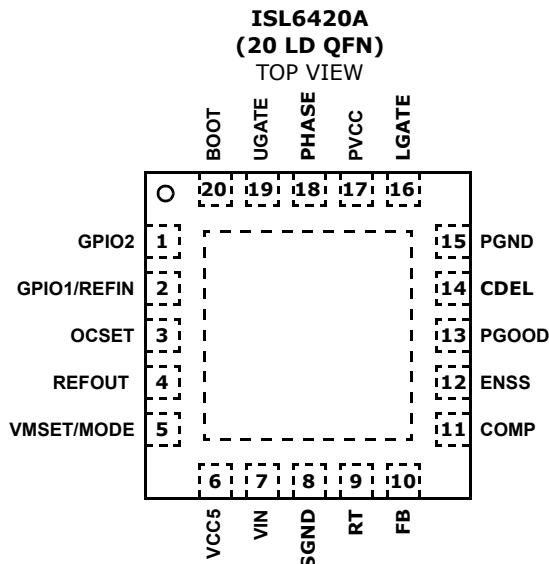 ISL6420A
(20 LD QFN)
TOP VIEW
BOOT
UGATE
PHASE
PVCC
LGATE
20 19 18 17 16
GPIO2 1
GPIO1/REFIN 2
OCSET 3
REFOUT 4
VMSET/MODE 5
15 PGND
14 CDEL
13 PGOOD
12 ENSS
11 COMP
6 7 8 9 10
VCC5
VIN
SGND
RT
FB